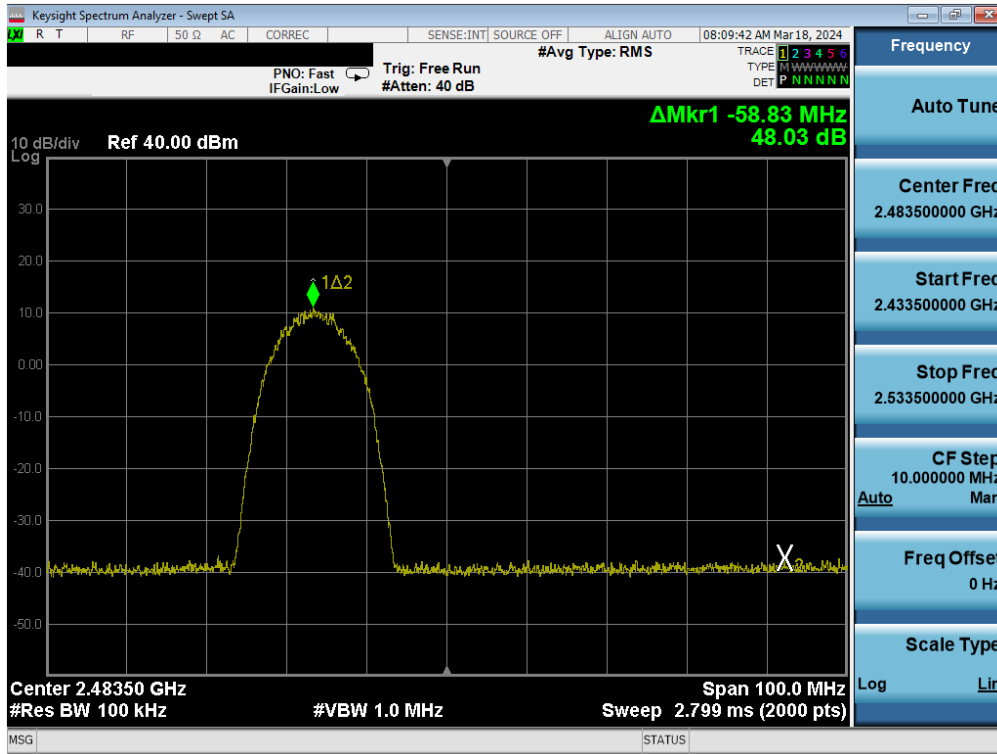 Keysight Spectrum Analyzer - Swept SA
LXI R T RF 50 Ω AC CORREC SENSE:INT SOURCE OFF ALIGN AUTO 08:09:42 AM Mar 18, 2024
#Avg Type: RMS
TRACE 1 2 3 4 5 6
TYPE M W W W W W
DET P N N N N N
PNO: Fast
IFGain:Low
Trig: Free Run
#Atten: 40 dB
ΔMkr1 -58.83 MHz
48.03 dB
10 dB/div Ref 40.00 dBm
Log
30.0
20.0
10.0
0.00
-10.0
-20.0
-30.0
-40.0
-50.0
1Δ2
X2
Center 2.48350 GHz
Span 100.0 MHz
#Res BW 100 kHz
#VBW 1.0 MHz
Sweep 2.799 ms (2000 pts)
MSG
STATUS
Frequency
Auto Tune
Center Freq
2.483500000 GHz
Start Freq
2.433500000 GHz
Stop Freq
2.533500000 GHz
CF Step
10.000000 MHz
Auto Man
Freq Offset
0 Hz
Scale Type
Log Lin